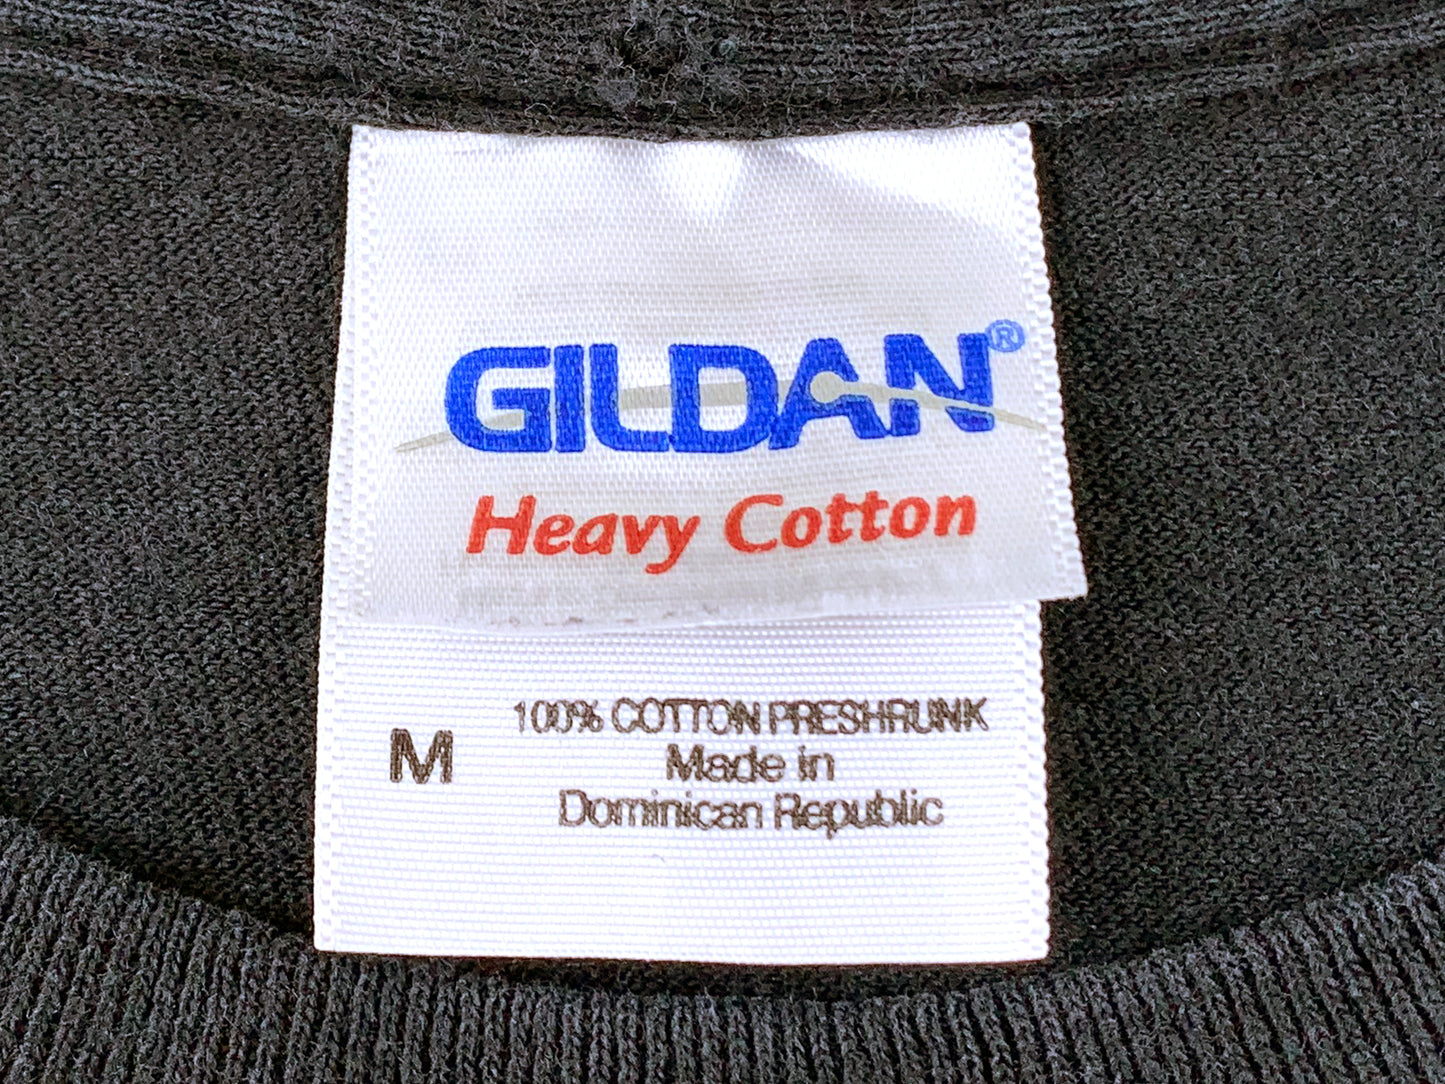 GILDAN®
Heavy Cotton
M
100% COTTON PRESHRUNK
Made in
Dominican Republic